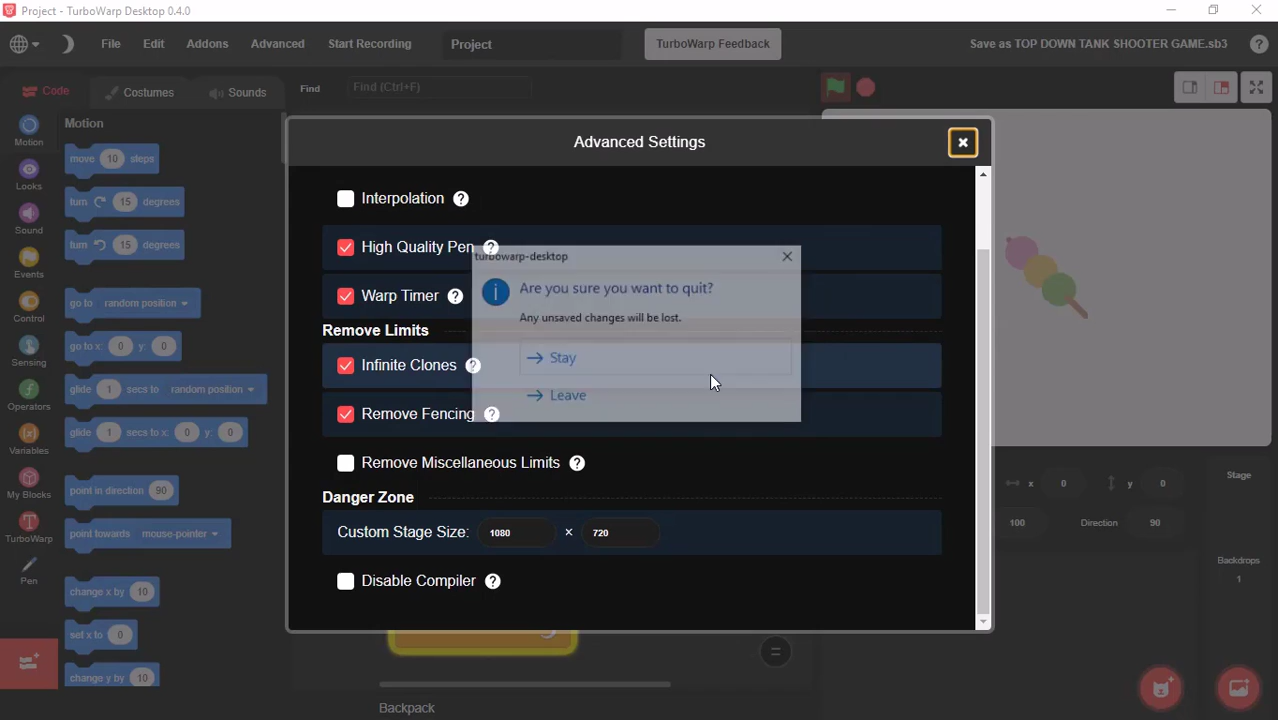 Project - TurboWarp Desktop 0.4.0
File Edit Addons Advanced Start Recording Project TurboWarp Feedback Save as TOP DOWN TANK SHOOTER GAME.sb3 ?
Code Costumes Sounds Find Find (Ctrl+F)
Motion
Motion
Looks
Sound
Events
Control
Sensing
Operators
Variables
My Blocks
TurboWarp
Pen
move 10 steps
turn 15 degrees
turn 15 degrees
go to random position
go to x: 0 y: 0
glide 1 secs to random position
glide 1 secs to x: 0 y: 0
point in direction 90
point towards mouse-pointer
change x by 10
set x to 0
change y by 10
Advanced Settings
Interpolation ?
High Quality Pen ?
Warp Timer ?
Remove Limits
Infinite Clones ?
Remove Fencing ?
Remove Miscellaneous Limits ?
Danger Zone
Custom Stage Size: 1080 × 720
Disable Compiler ?
turbowarp-desktop
Are you sure you want to quit?
Any unsaved changes will be lost.
Stay
Leave
x 0 y 0
100 Direction 90
Stage
Backdrops
1
Backpack